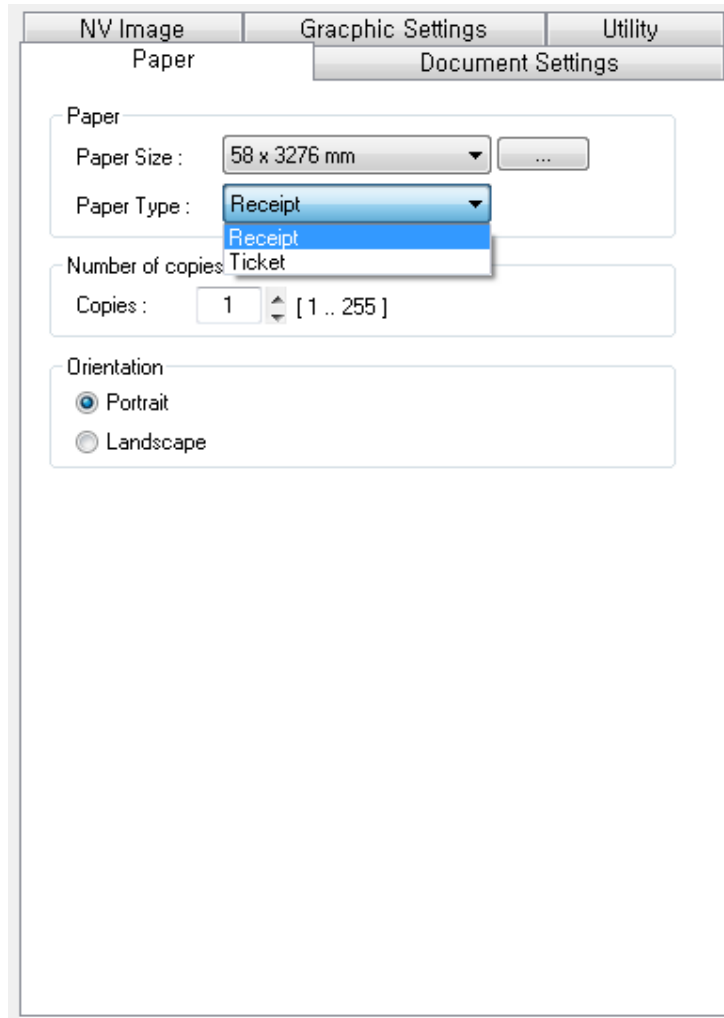 NV Image Gracphic Settings Utility
Paper Document Settings
Paper
Paper Size : 58 x 3276 mm ...
Paper Type : Receipt
Receipt
Ticket
Number of copies
Copies : 1 [ 1 .. 255 ]
Orientation
Portrait
Landscape